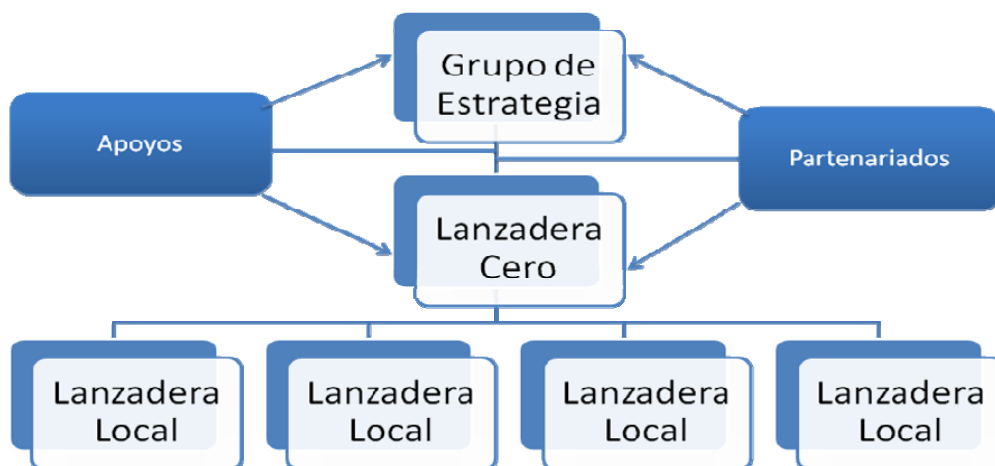 Grupo de
Estrategia
Apoyos
Partenariados
Lanzadera
Cero
Lanzadera
Local
Lanzadera
Local
Lanzadera
Local
Lanzadera
Local